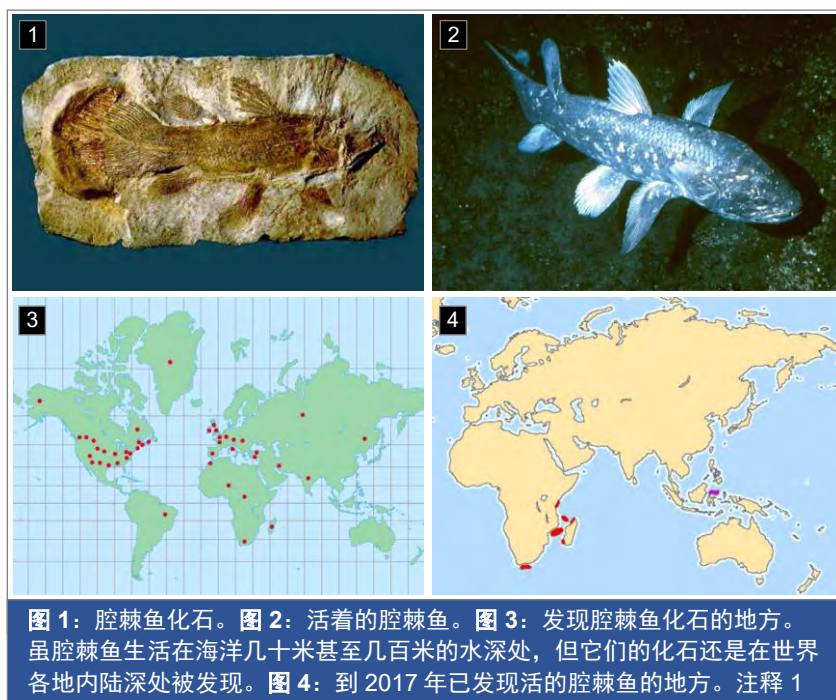 1
2
3
4
图 1：腔棘鱼化石。图 2：活着的腔棘鱼。图 3：发现腔棘鱼化石的地方。
虽腔棘鱼生活在海洋几十米甚至几百米的水深处，但它们的化石还是在世界
各地内陆深处被发现。图 4：到 2017 年已发现活的腔棘鱼的地方。注释 1